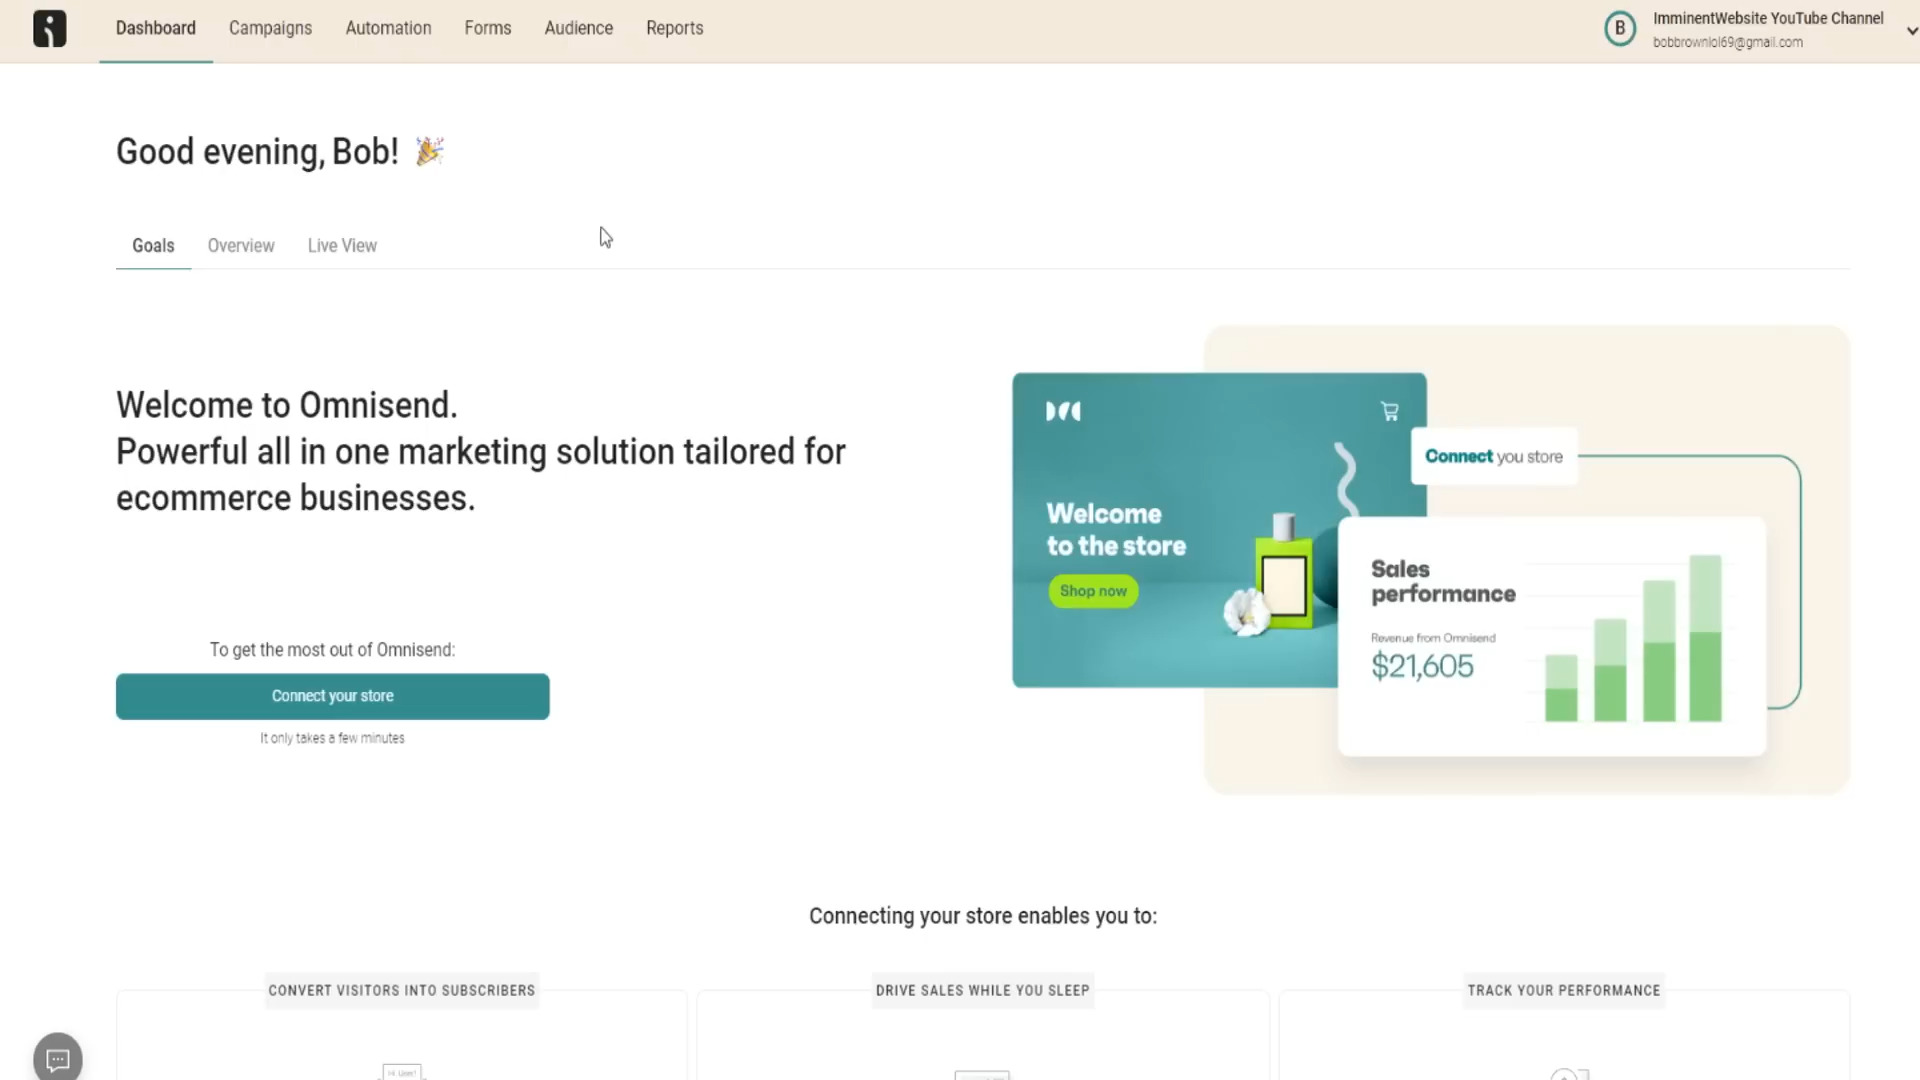 Dashboard
Campaigns
Automation
Forms
Audience
Reports
B
ImminentWebsite YouTube Channel
bobbrownlol69@gmail.com
Good evening, Bob!
Goals
Overview
Live View
Welcome to Omnisend.
Powerful all in one marketing solution tailored for
ecommerce businesses.
To get the most out of Omnisend:
Connect your store
It only takes a few minutes
Welcome
to the store
Shop now
Connect you store
Sales
performance
Revenue from Omnisend
$21,605
Connecting your store enables you to:
CONVERT VISITORS INTO SUBSCRIBERS
DRIVE SALES WHILE YOU SLEEP
TRACK YOUR PERFORMANCE
Hi User!